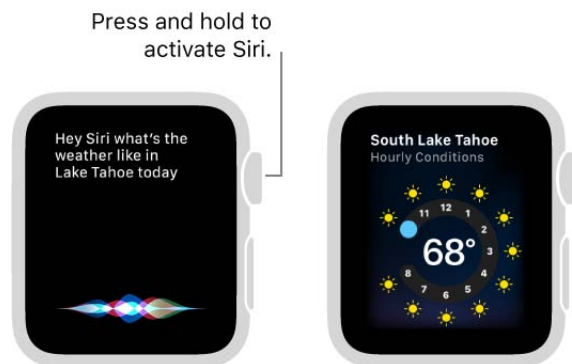 Press and hold to
activate Siri.
Hey Siri what's the
weather like in
Lake Tahoe today
South Lake Tahoe
Hourly Conditions
11 12 1
2
68° 3
8 4
7 6 5